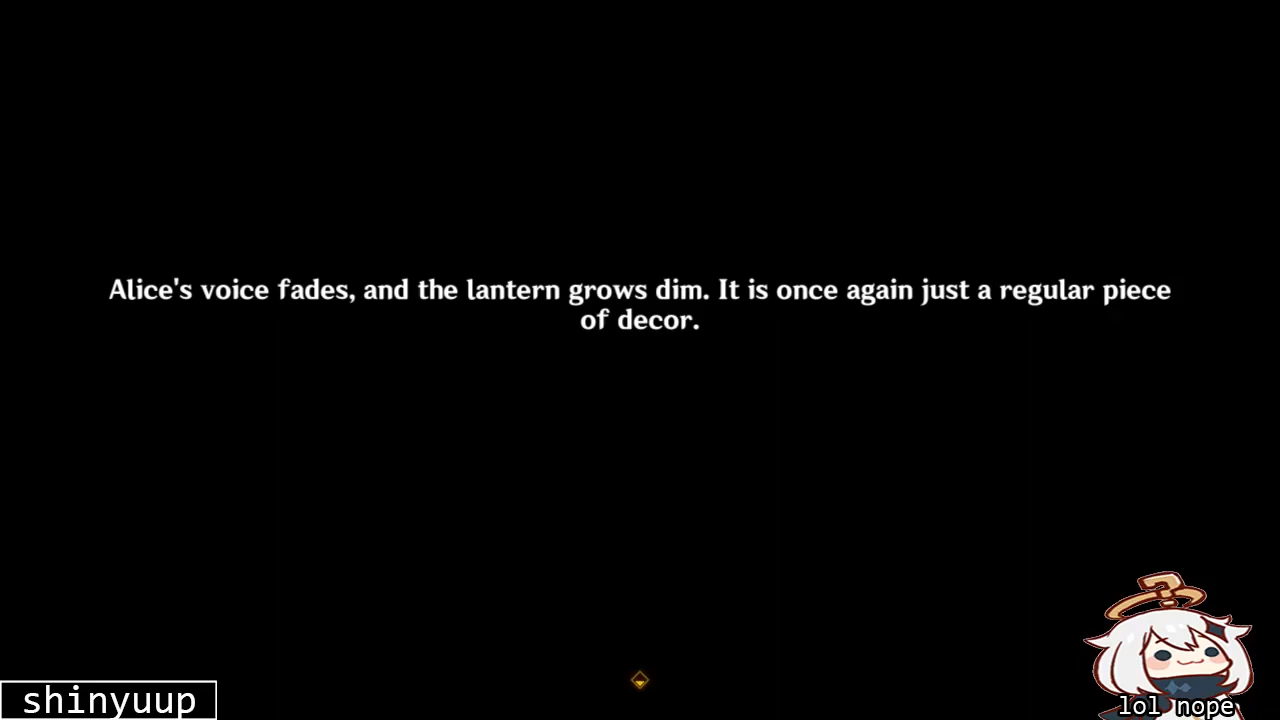 Alice's voice fades, and the lantern grows dim. It is once again just a regular piece
of decor.
shinyuup
lol nope